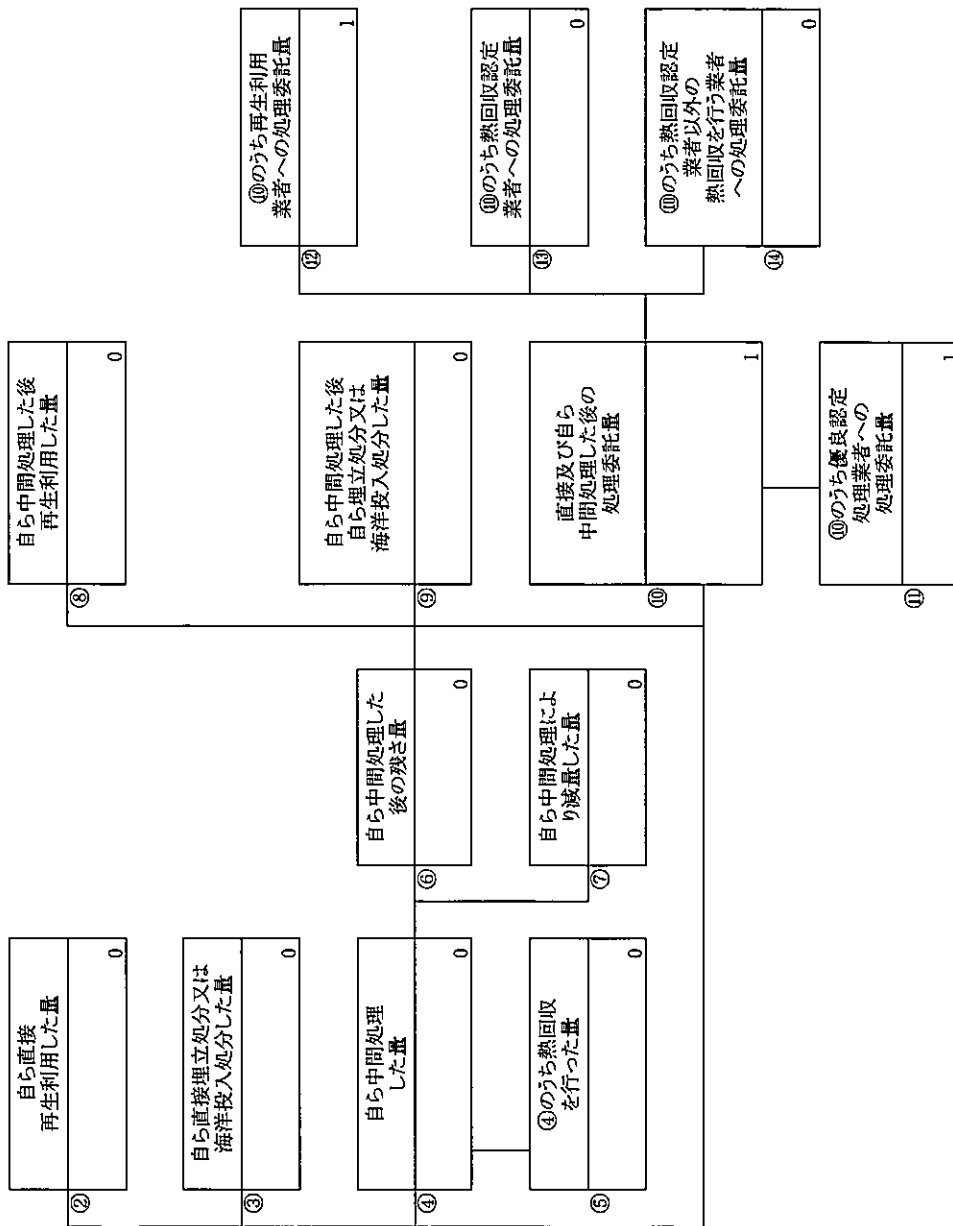 ②
自ら直接
再生利用した量
0
③
自ら直接埋立処分又は
海洋投入処分した量
0
④
自ら中間処理
した量
0
⑤
④のうち熱回収
を行った量
0
⑥
自ら中間処理した
後の残さ量
0
⑦
自ら中間処理によ
り減量した量
0
⑧
自ら中間処理した後
再生利用した量
0
⑨
自ら中間処理した後
自ら埋立処分又は
海洋投入処分した量
0
⑩
直接及び自ら
中間処理した後の
処理委託量
1
⑪
⑩のうち優良認定
処理業者への
処理委託量
1
⑫
⑩のうち再生利用
業者への処理委託量
1
⑬
⑩のうち熱回収認定
業者への処理委託量
0
⑭
⑩のうち熱回収認定
業者以外の
熱回収を行う業者
への処理委託量
0